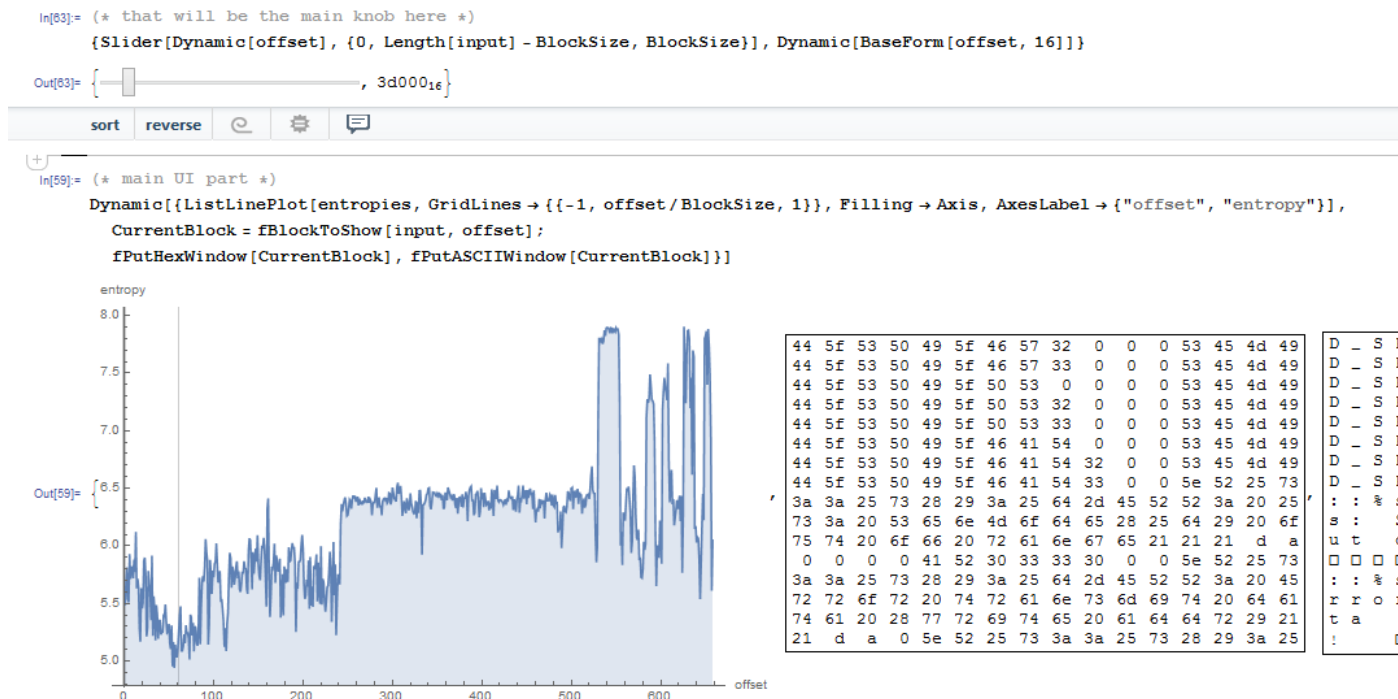 In[63]:= (* that will be the main knob here *)
{Slider[Dynamic[offset], {0, Length[input] - BlockSize, BlockSize}], Dynamic[BaseForm[offset, 16]]}
Out[63]= { , 3d000₁₆}
sort reverse
In[59]:= (* main UI part *)
Dynamic[{ListLinePlot[entropies, GridLines → {{-1, offset / BlockSize, 1}}, Filling → Axis, AxesLabel → {"offset", "entropy"}],
CurrentBlock = fBlockToShow[input, offset];
fPutHexWindow[CurrentBlock], fPutASCIIWindow[CurrentBlock]}]
entropy
8.0
7.5
7.0
6.5
6.0
5.5
5.0
0 100 200 300 400 500 600
offset
Out[59]= {
,
44 5f 53 50 49 5f 46 57 32 0 0 0 53 45 4d 49
44 5f 53 50 49 5f 46 57 33 0 0 0 53 45 4d 49
44 5f 53 50 49 5f 50 53 0 0 0 0 53 45 4d 49
44 5f 53 50 49 5f 50 53 32 0 0 0 53 45 4d 49
44 5f 53 50 49 5f 50 53 33 0 0 0 53 45 4d 49
44 5f 53 50 49 5f 46 41 54 0 0 0 53 45 4d 49
44 5f 53 50 49 5f 46 41 54 32 0 0 53 45 4d 49
44 5f 53 50 49 5f 46 41 54 33 0 0 5e 52 25 73
3a 3a 25 73 28 29 3a 25 64 2d 45 52 52 3a 20 25
73 3a 20 53 65 6e 4d 6f 64 65 28 25 64 29 20 6f
75 74 20 6f 66 20 72 61 6e 67 65 21 21 21 d a
0 0 0 0 41 52 30 33 33 30 0 0 5e 52 25 73
3a 3a 25 73 28 29 3a 25 64 2d 45 52 52 3a 20 45
72 72 6f 72 20 74 72 61 6e 73 6d 69 74 20 64 61
74 61 20 28 77 72 69 74 65 20 61 64 64 72 29 21
21 d a 0 5e 52 25 73 3a 3a 25 73 28 29 3a 25
,
D _ S
D _ S
D _ S
D _ S
D _ S
D _ S
D _ S
D _ S
: : %
s :
u t
: : %
r r o
t a
!